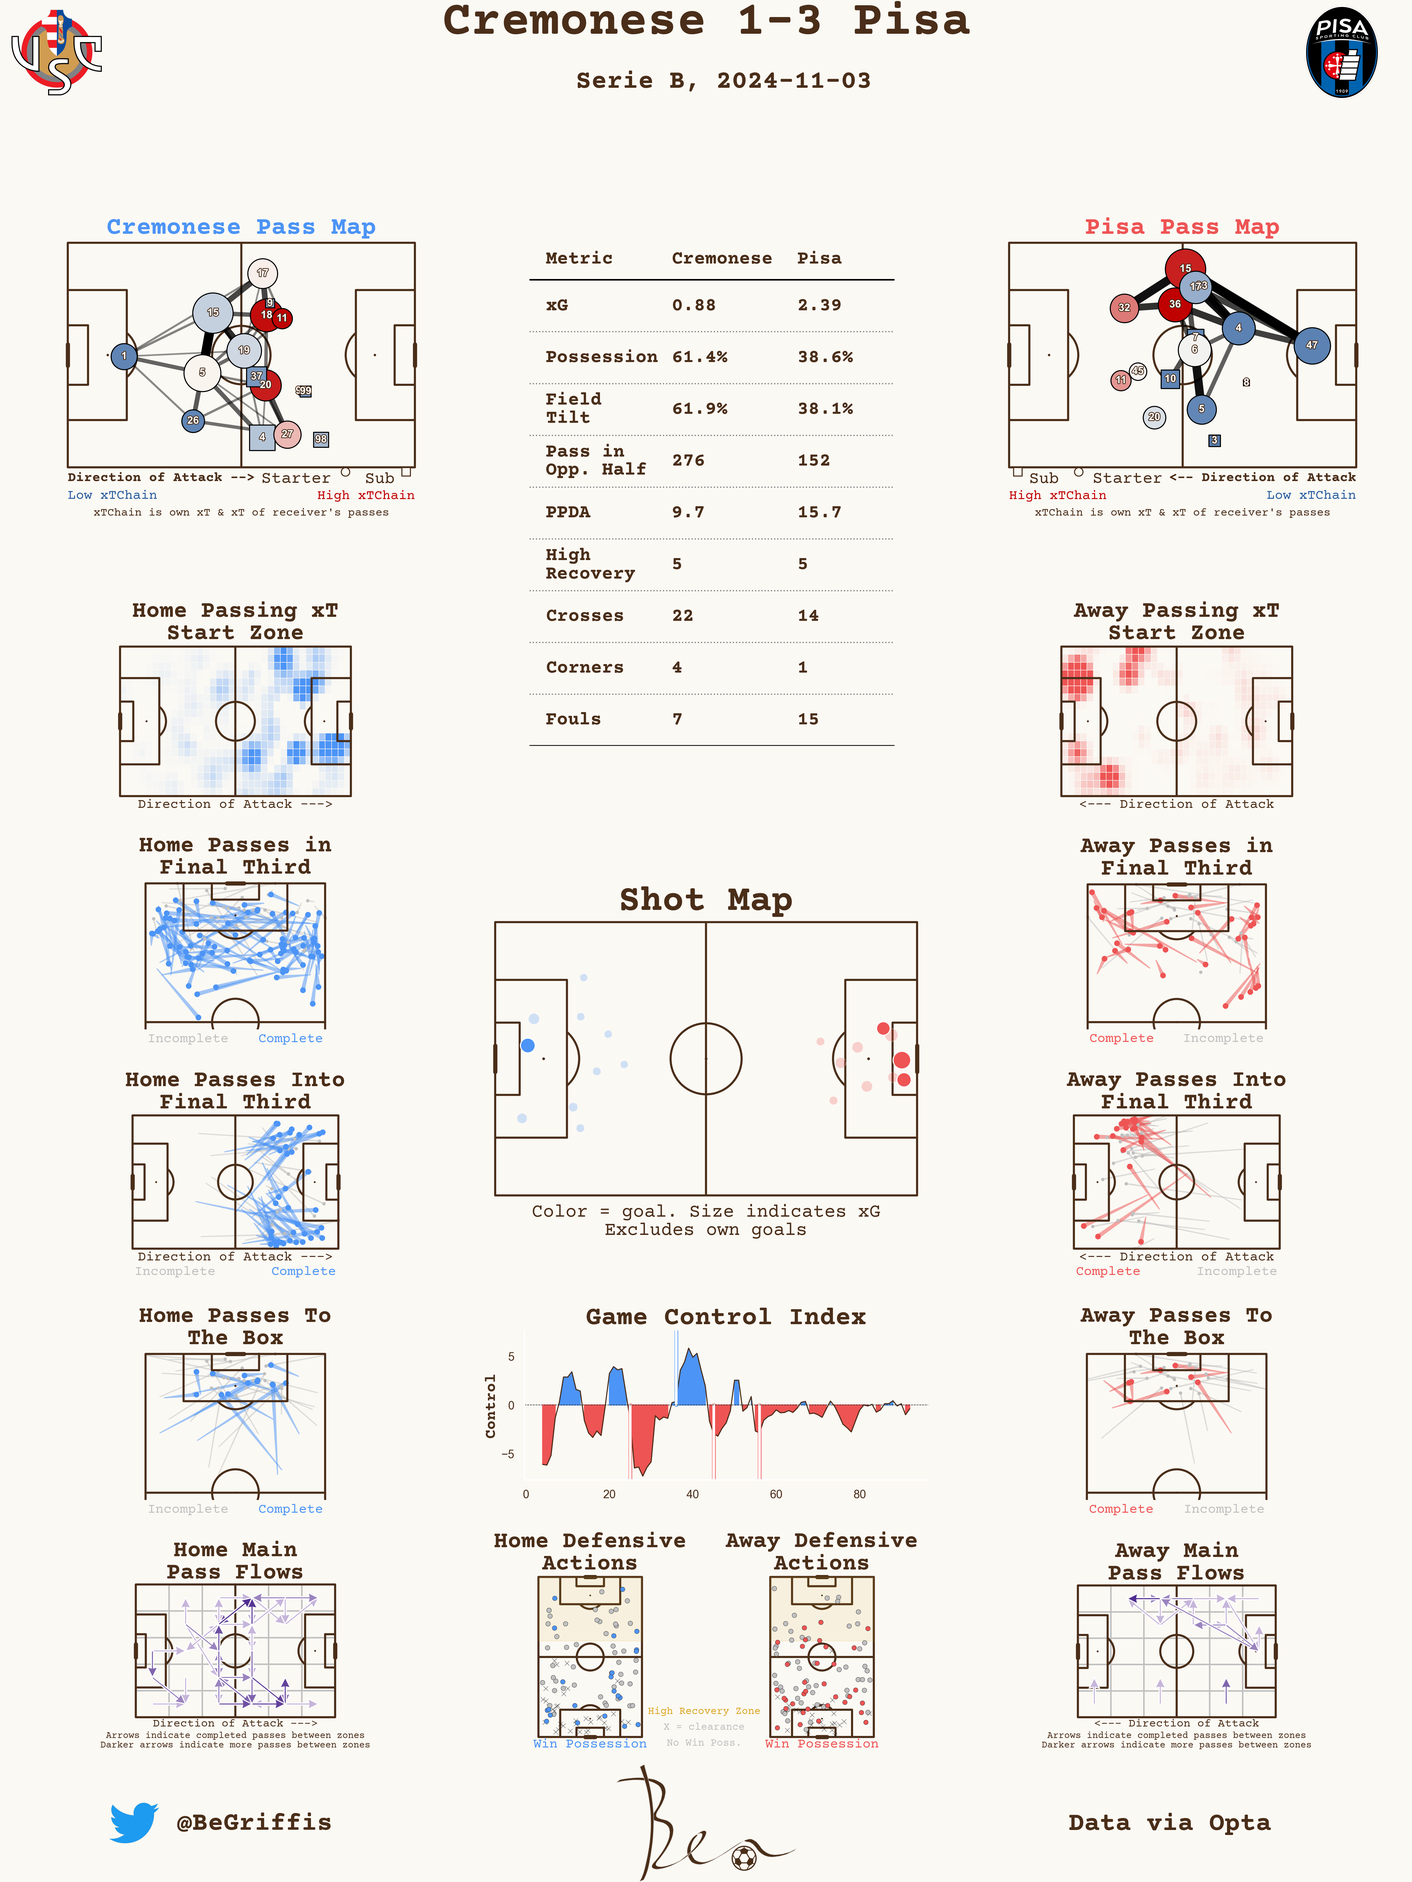 Cremonese 1-3 Pisa
Serie B, 2024-11-03
PISA
SPORTING CLUB
1909
USC
Cremonese Pass Map
17
9
15
18
11
19
1
5
37
20
26
4
27
98
Direction of Attack --> Starter Sub
Low xTChain High xTChain
xTChain is own xT & xT of receiver's passes
Metric Cremonese Pisa
xG 0.88 2.39
Possession 61.4% 38.6%
Field
Tilt 61.9% 38.1%
Pass in
Opp. Half 276 152
PPDA 9.7 15.7
High
Recovery 5 5
Crosses 22 14
Corners 4 1
Fouls 7 15
Pisa Pass Map
15
17
36
32
4
7
6
47
45
11
10
8
20
5
3
Sub Starter <-- Direction of Attack
High xTChain Low xTChain
xTChain is own xT & xT of receiver's passes
Home Passing xT
Start Zone
Direction of Attack --->
Away Passing xT
Start Zone
<--- Direction of Attack
Home Passes in
Final Third
Incomplete Complete
Away Passes in
Final Third
Complete Incomplete
Shot Map
Color = goal. Size indicates xG
Excludes own goals
Home Passes Into
Final Third
Direction of Attack --->
Incomplete Complete
Away Passes Into
Final Third
<--- Direction of Attack
Complete Incomplete
Home Passes To
The Box
Incomplete Complete
Game Control Index
Control
5
0
−5
0 20 40 60 80
Away Passes To
The Box
Complete Incomplete
Home Main
Pass Flows
Direction of Attack --->
Arrows indicate completed passes between zones
Darker arrows indicate more passes between zones
Home Defensive
Actions
Win Possession
Away Defensive
Actions
Win Possession
High Recovery Zone
X = clearance
No Win Poss.
Away Main
Pass Flows
<--- Direction of Attack
Arrows indicate completed passes between zones
Darker arrows indicate more passes between zones
@BeGriffis
Ben
Data via Opta